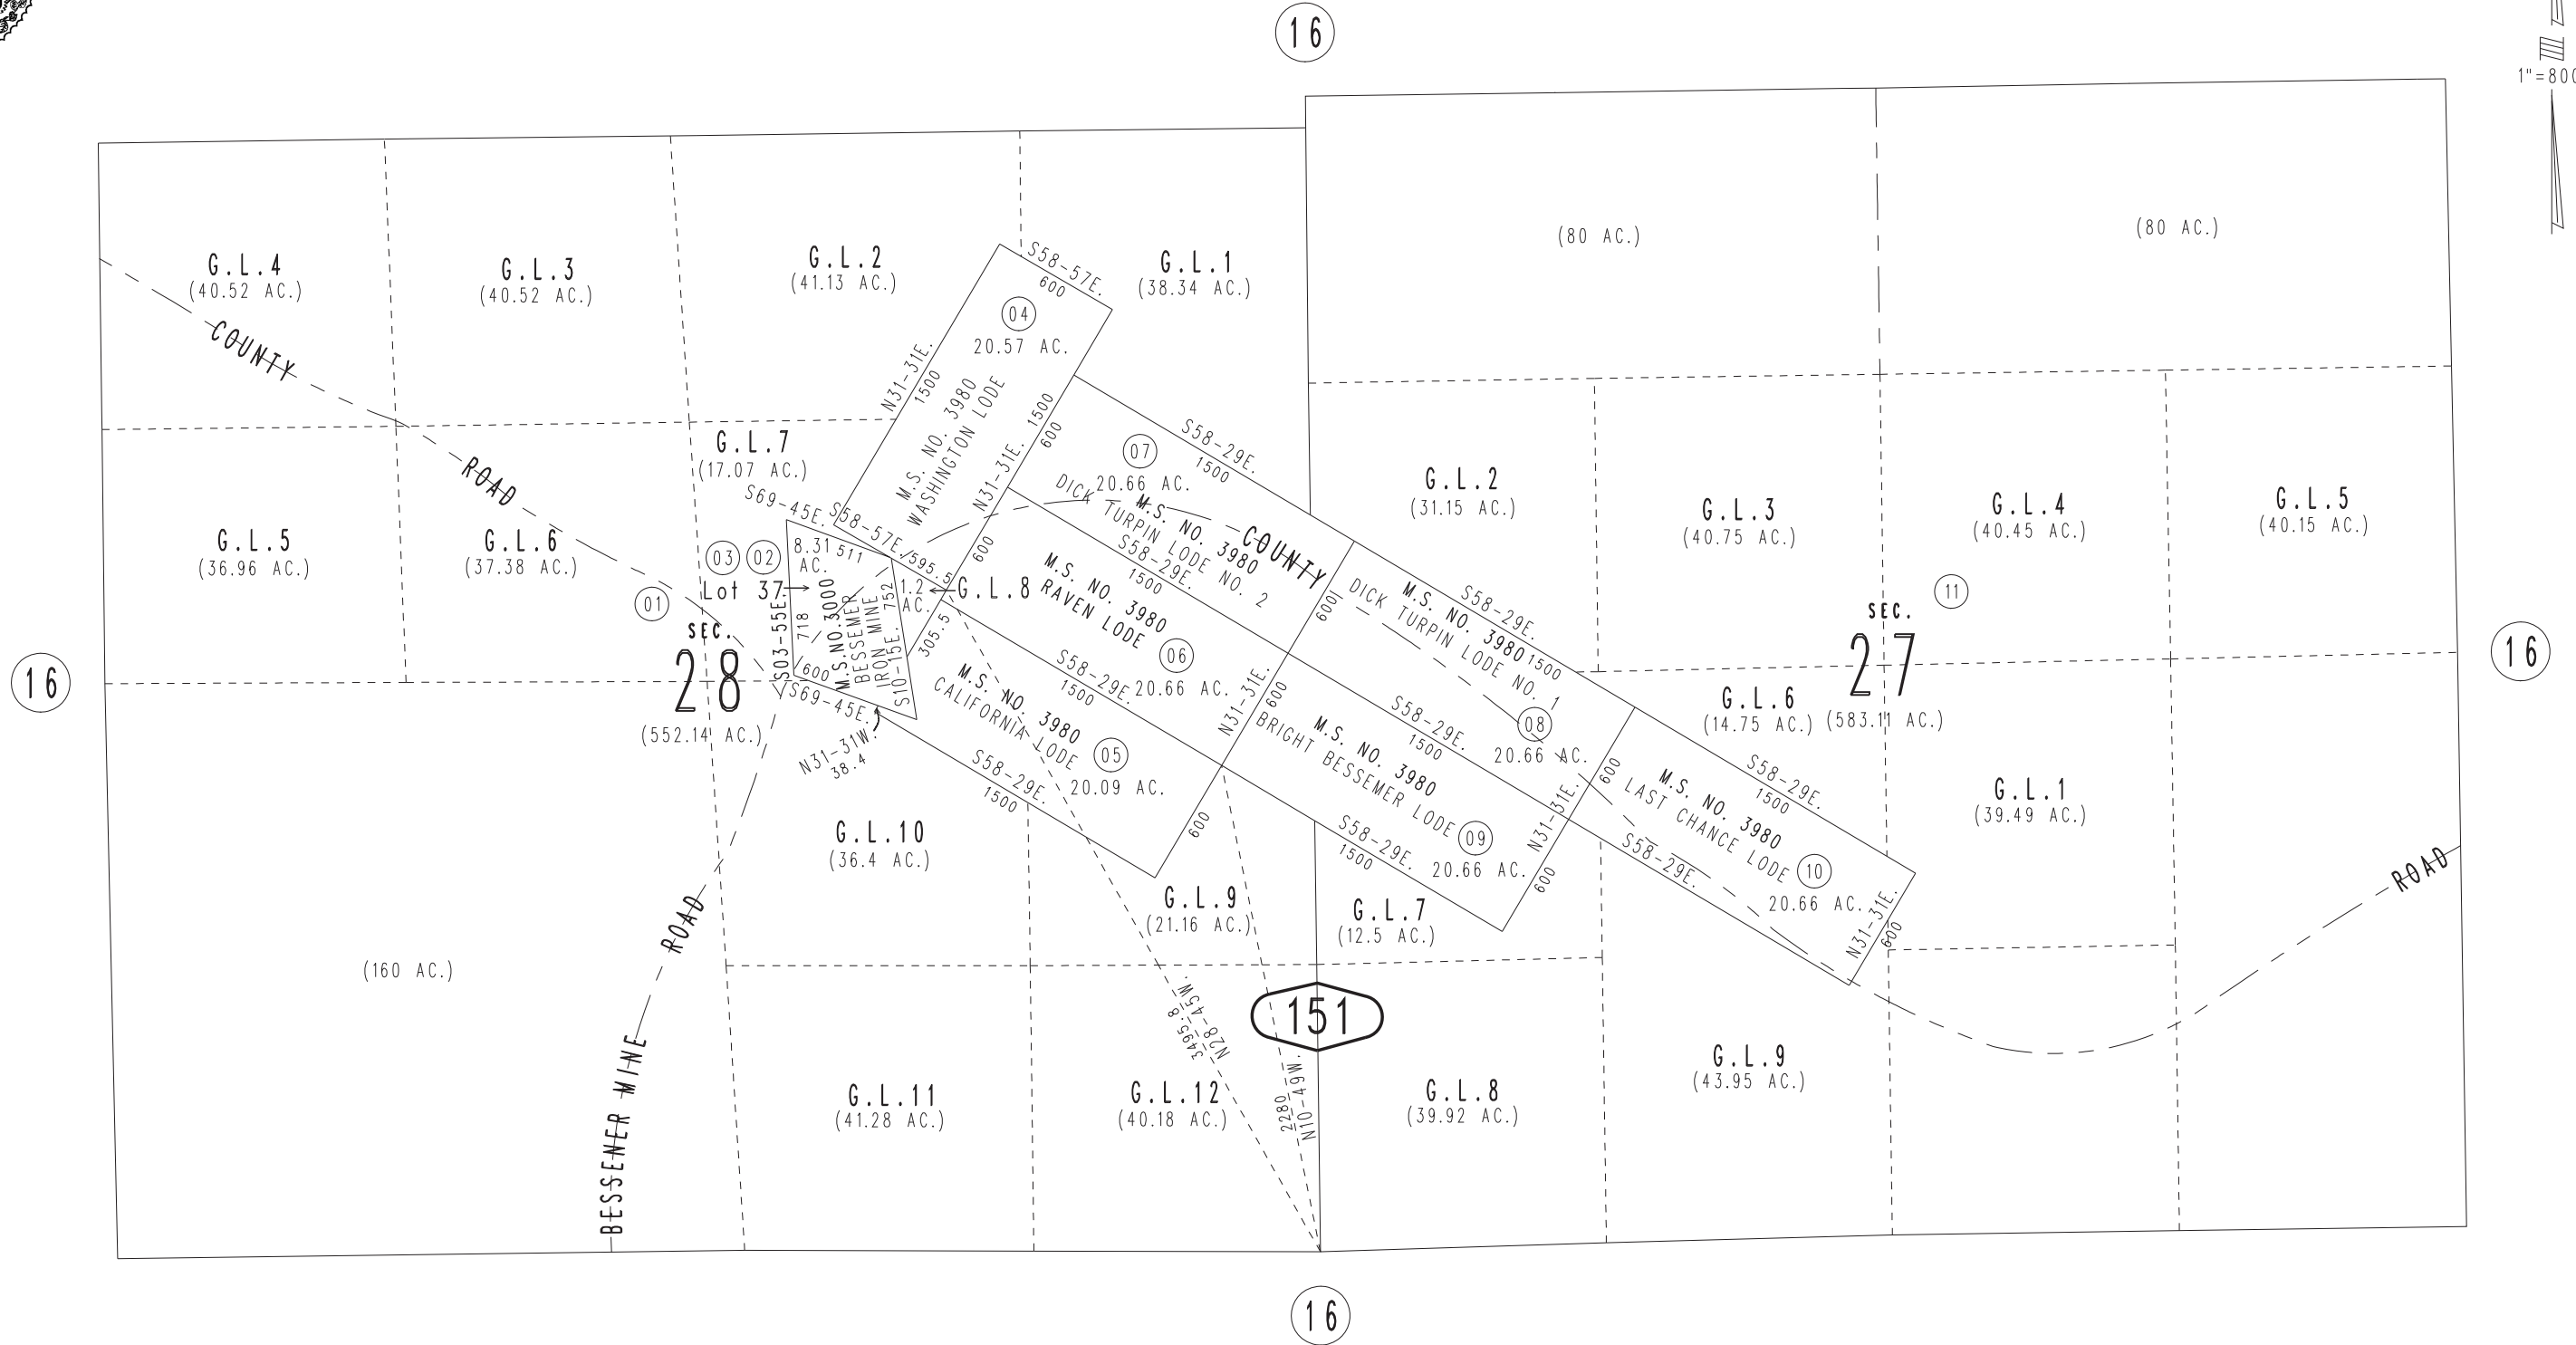 16
1"=800
G.L.4
(40.52 AC.)
G.L.3
(40.52 AC.)
G.L.2
(41.13 AC.)
G.L.1
(38.34 AC.)
(80 AC.)
(80 AC.)
COUNTY
ROAD
S58-57E.
600
04
20.57 AC.
N31-31E.
1500
M.S. NO. 3980
WASHINGTON LODE
N31-31E.
1500
600
600
G.L.5
(36.96 AC.)
G.L.6
(37.38 AC.)
G.L.7
(17.07 AC.)
S69-45E.
511
S58-57E.
595.5
01
03
02
Lot 37
8.31
AC.
S03-55E.
718
M.S.NO.3000
BESSEMER
IRON MINE
752
S10-15E.
1.2
AC.
G.L.8
305.5
600
S69-45E.
N31-31W.
38.4
SEC.
28
(552.14 AC.)
16
07
20.66 AC.
DICK TURPIN LODE NO. 2
M.S. NO. 3980
S58-29E.
1500
S58-29E.
1500
COUNTY
M.S. NO. 3980
RAVEN LODE
06
20.66 AC.
S58-29E.
1500
M.S. NO. 3980
CALIFORNIA LODE
05
20.09 AC.
S58-29E.
1500
600
N31-31E.
600
600
DICK TURPIN LODE NO. 1
M.S. NO. 3980
S58-29E.
1500
08
20.66 AC.
S58-29E.
1500
M.S. NO. 3980
BRIGHT BESSEMER LODE
09
20.66 AC.
S58-29E.
1500
N31-31E.
600
600
M.S. NO. 3980
LAST CHANCE LODE
10
20.66 AC.
S58-29E.
1500
S58-29E.
N31-31E.
600
G.L.2
(31.15 AC.)
G.L.3
(40.75 AC.)
G.L.4
(40.45 AC.)
G.L.5
(40.15 AC.)
11
SEC.
27
(583.11 AC.)
G.L.6
(14.75 AC.)
G.L.1
(39.49 AC.)
16
ROAD
(160 AC.)
BESSENER MINE
ROAD
G.L.10
(36.4 AC.)
G.L.9
(21.16 AC.)
G.L.7
(12.5 AC.)
G.L.11
(41.28 AC.)
G.L.12
(40.18 AC.)
3495.8
N28-45W.
2280
N10-49W.
151
G.L.8
(39.92 AC.)
G.L.9
(43.95 AC.)
16